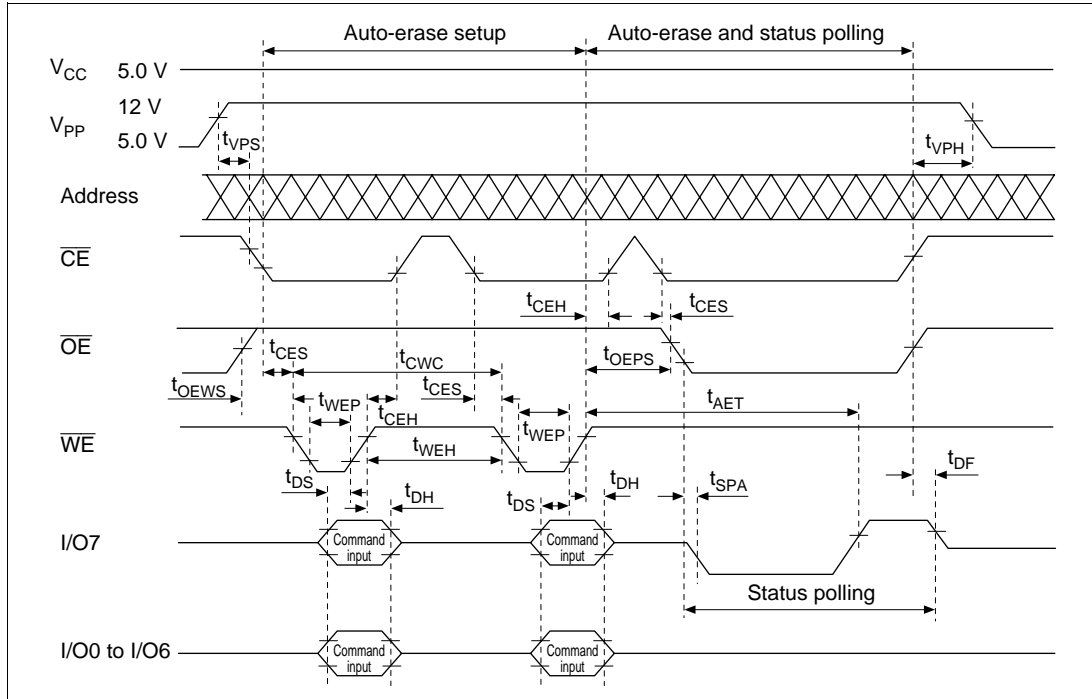 Auto-erase setup
Auto-erase and status polling
VCC 5.0 V
12 V
VPP
5.0 V
tVPS
tVPH
Address
CE
tCEH
tCES
OE
tCES
tCWC
tOEPS
tOEWS
tWEP
tCES
tAET
tCEH
tWEP
WE
tWEH
tDS
tDH
tDS
tDH
tSPA
tDF
I/O7
Command
input
Command
input
Status polling
I/O0 to I/O6
Command
input
Command
input